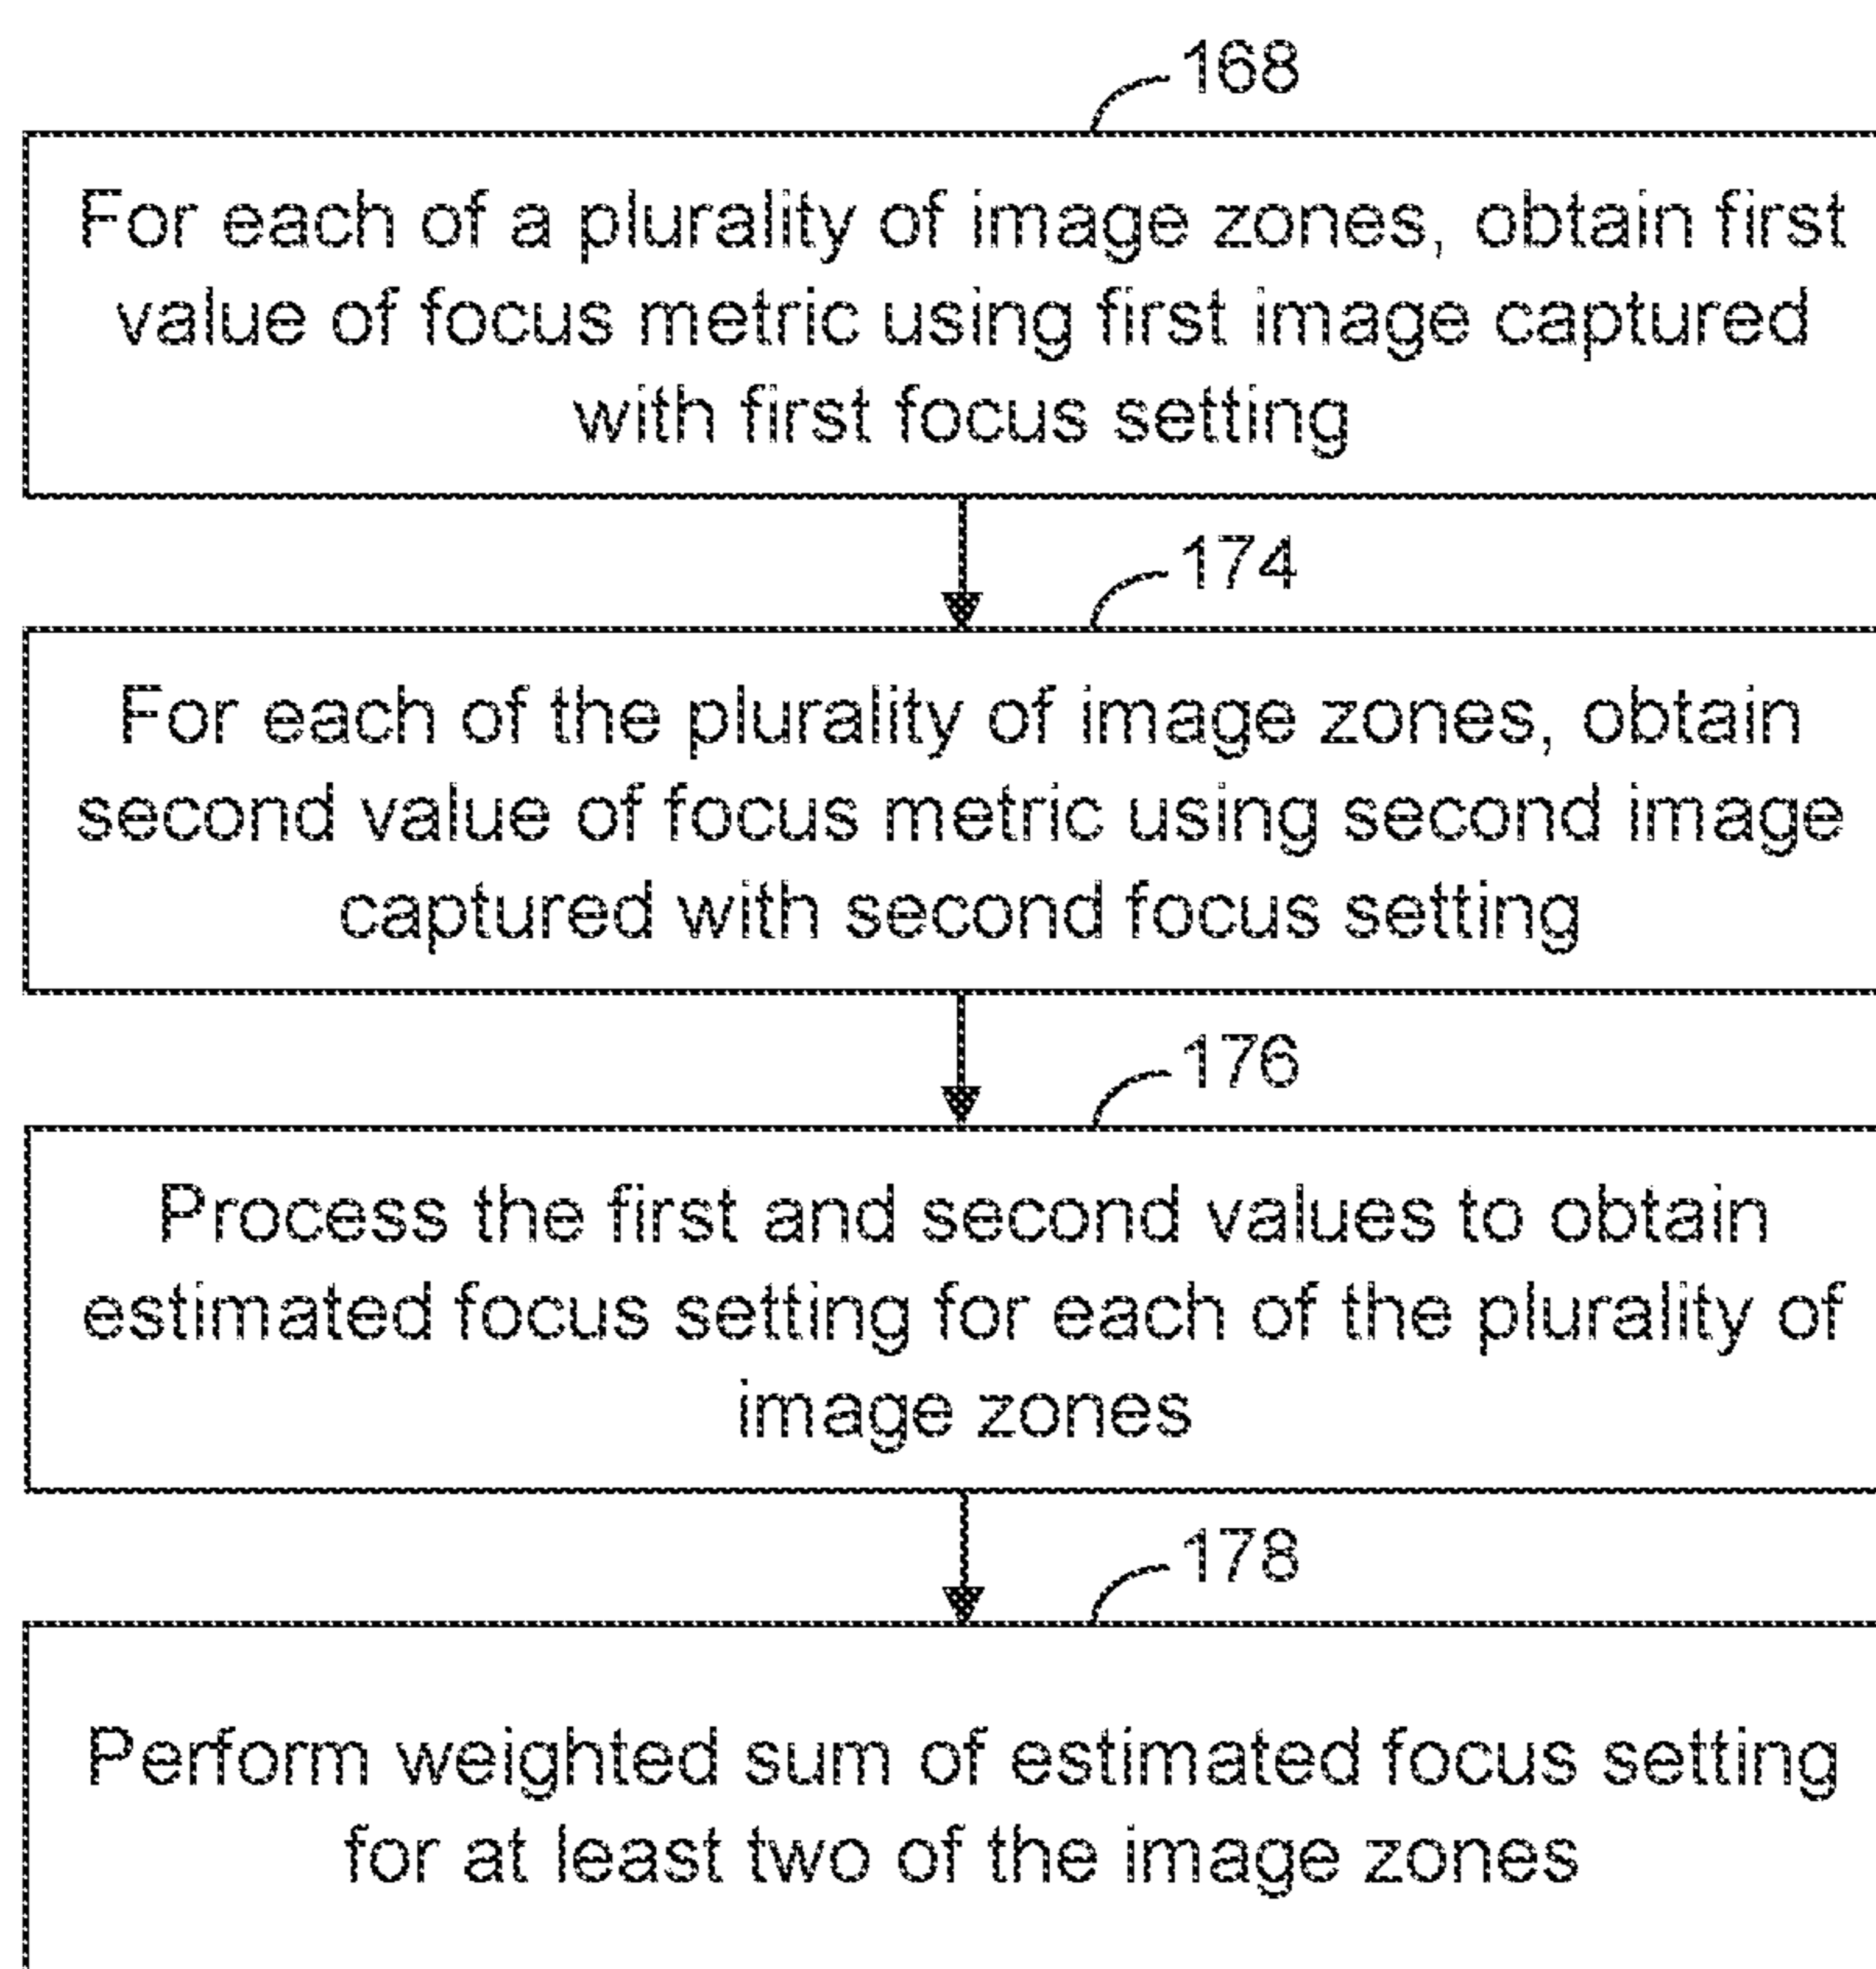 168
For each of a plurality of image zones, obtain first
value of focus metric using first image captured
with first focus setting
174
For each of the plurality of image zones, obtain
second value of focus metric using second image
captured with second focus setting
176
Process the first and second values to obtain
estimated focus setting for each of the plurality of
image zones
178
Perform weighted sum of estimated focus setting
for at least two of the image zones